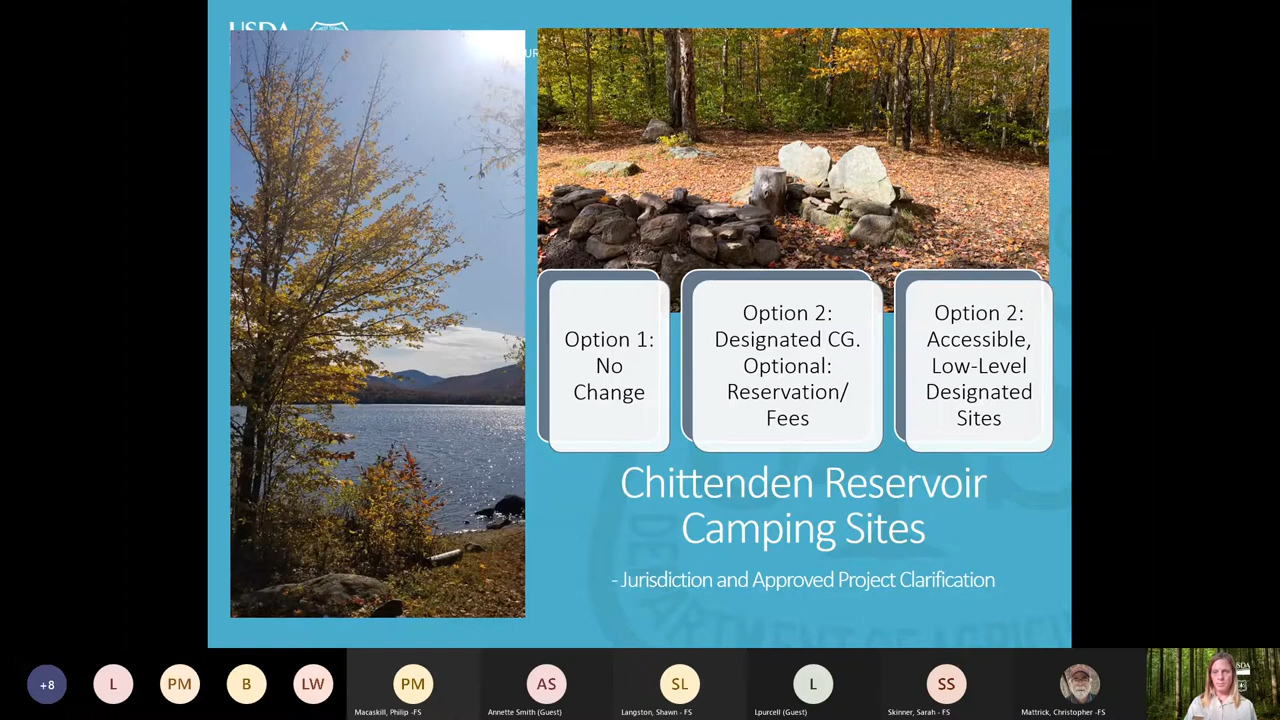 USDA
Option 1:
No
Change
Option 2:
Designated CG.
Optional:
Reservation/
Fees
Option 2:
Accessible,
Low-Level
Designated
Sites
Chittenden Reservoir
Camping Sites
- Jurisdiction and Approved Project Clarification
+8
L
PM
B
LW
PM
AS
SL
L
SS
Macaskill, Philip -FS
Annette Smith (Guest)
Langston, Shawn - FS
Lpurcell (Guest)
Skinner, Sarah - FS
Mattrick, Christopher -FS